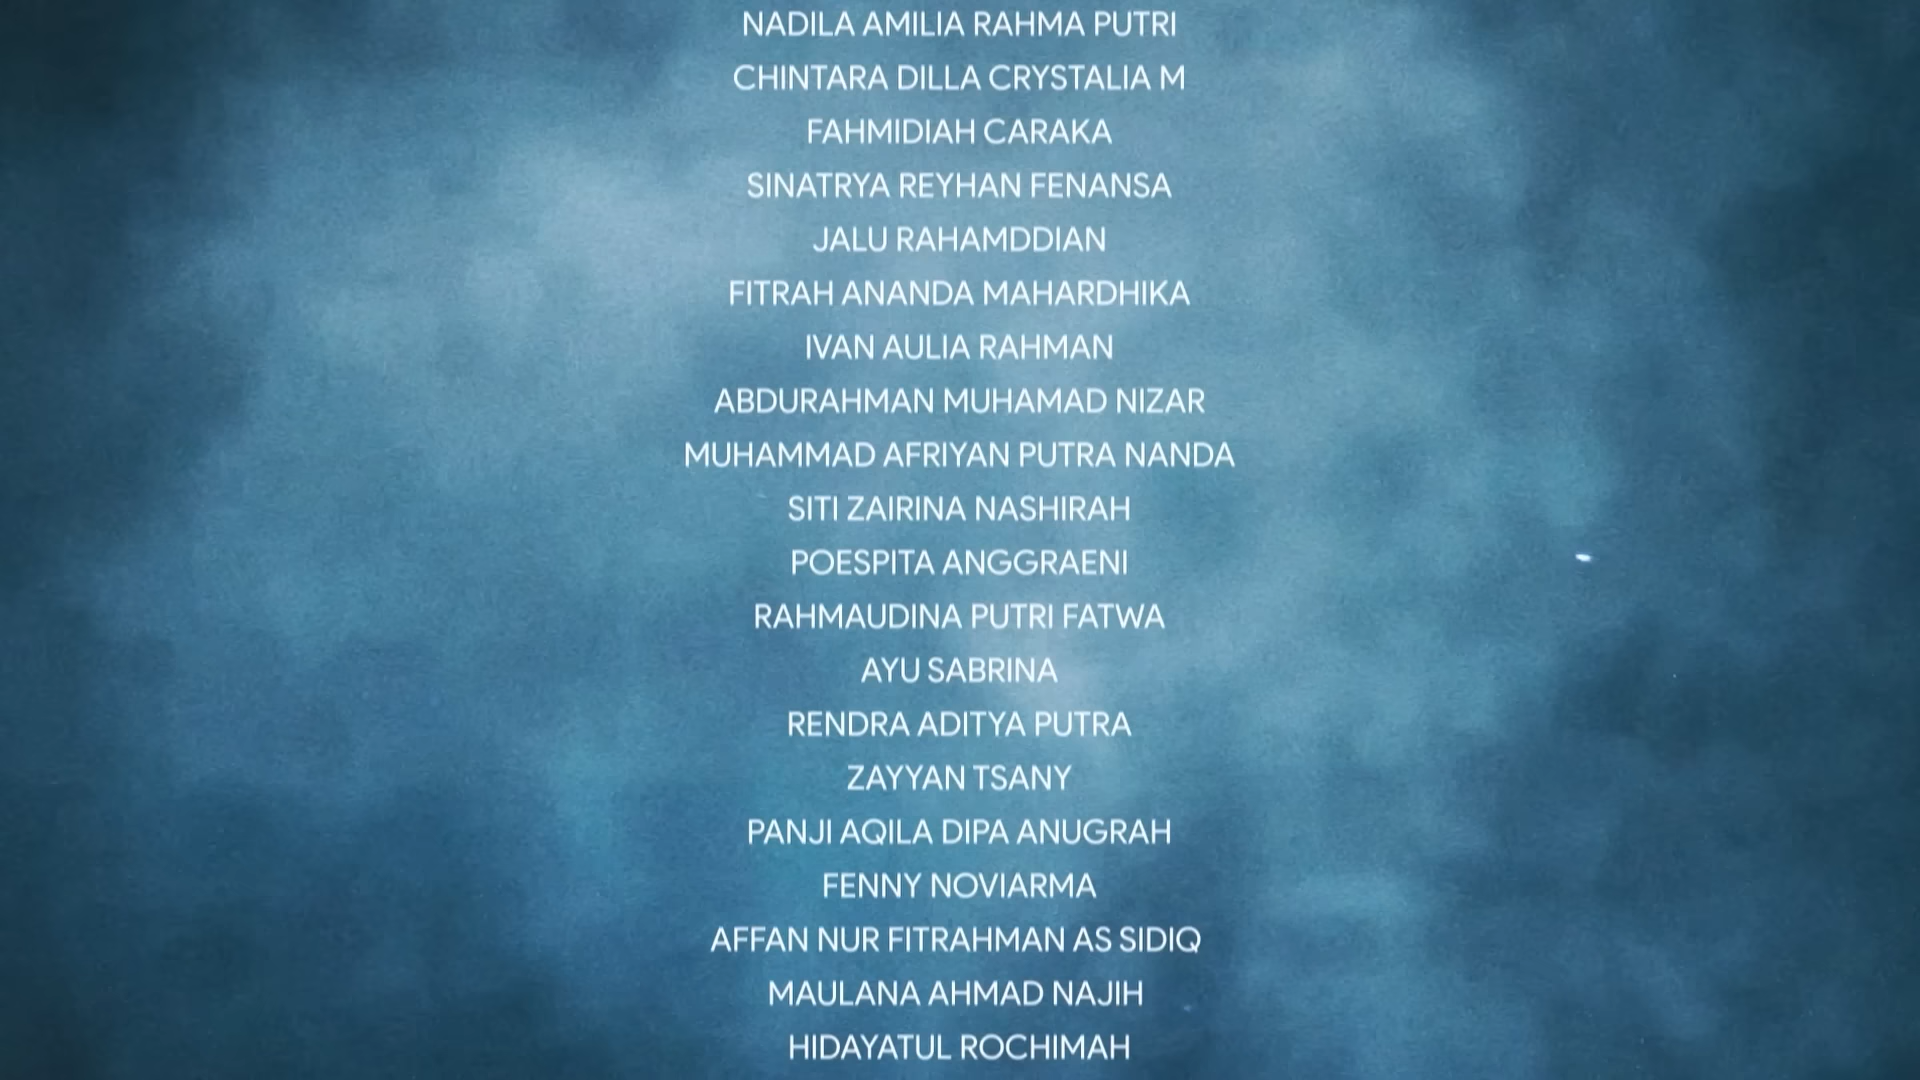 NADILA AMILIA RAHMA PUTRI
CHINTARA DILLA CRYSTALIA M
FAHMIDIAH CARAKA
SINATRYA REYHAN FENANSA
JALU RAHAMDDIAN
FITRAH ANANDA MAHARDHIKA
IVAN AULIA RAHMAN
ABDURAHMAN MUHAMAD NIZAR
MUHAMMAD AFRIYAN PUTRA NANDA
SITI ZAIRINA NASHIRAH
POESPITA ANGGRAENI
RAHMAUDINA PUTRI FATWA
AYU SABRINA
RENDRA ADITYA PUTRA
ZAYYAN TSANY
PANJI AQILA DIPA ANUGRAH
FENNY NOVIARMA
AFFAN NUR FITRAHMAN AS SIDIQ
MAULANA AHMAD NAJIH
HIDAYATUL ROCHIMAH